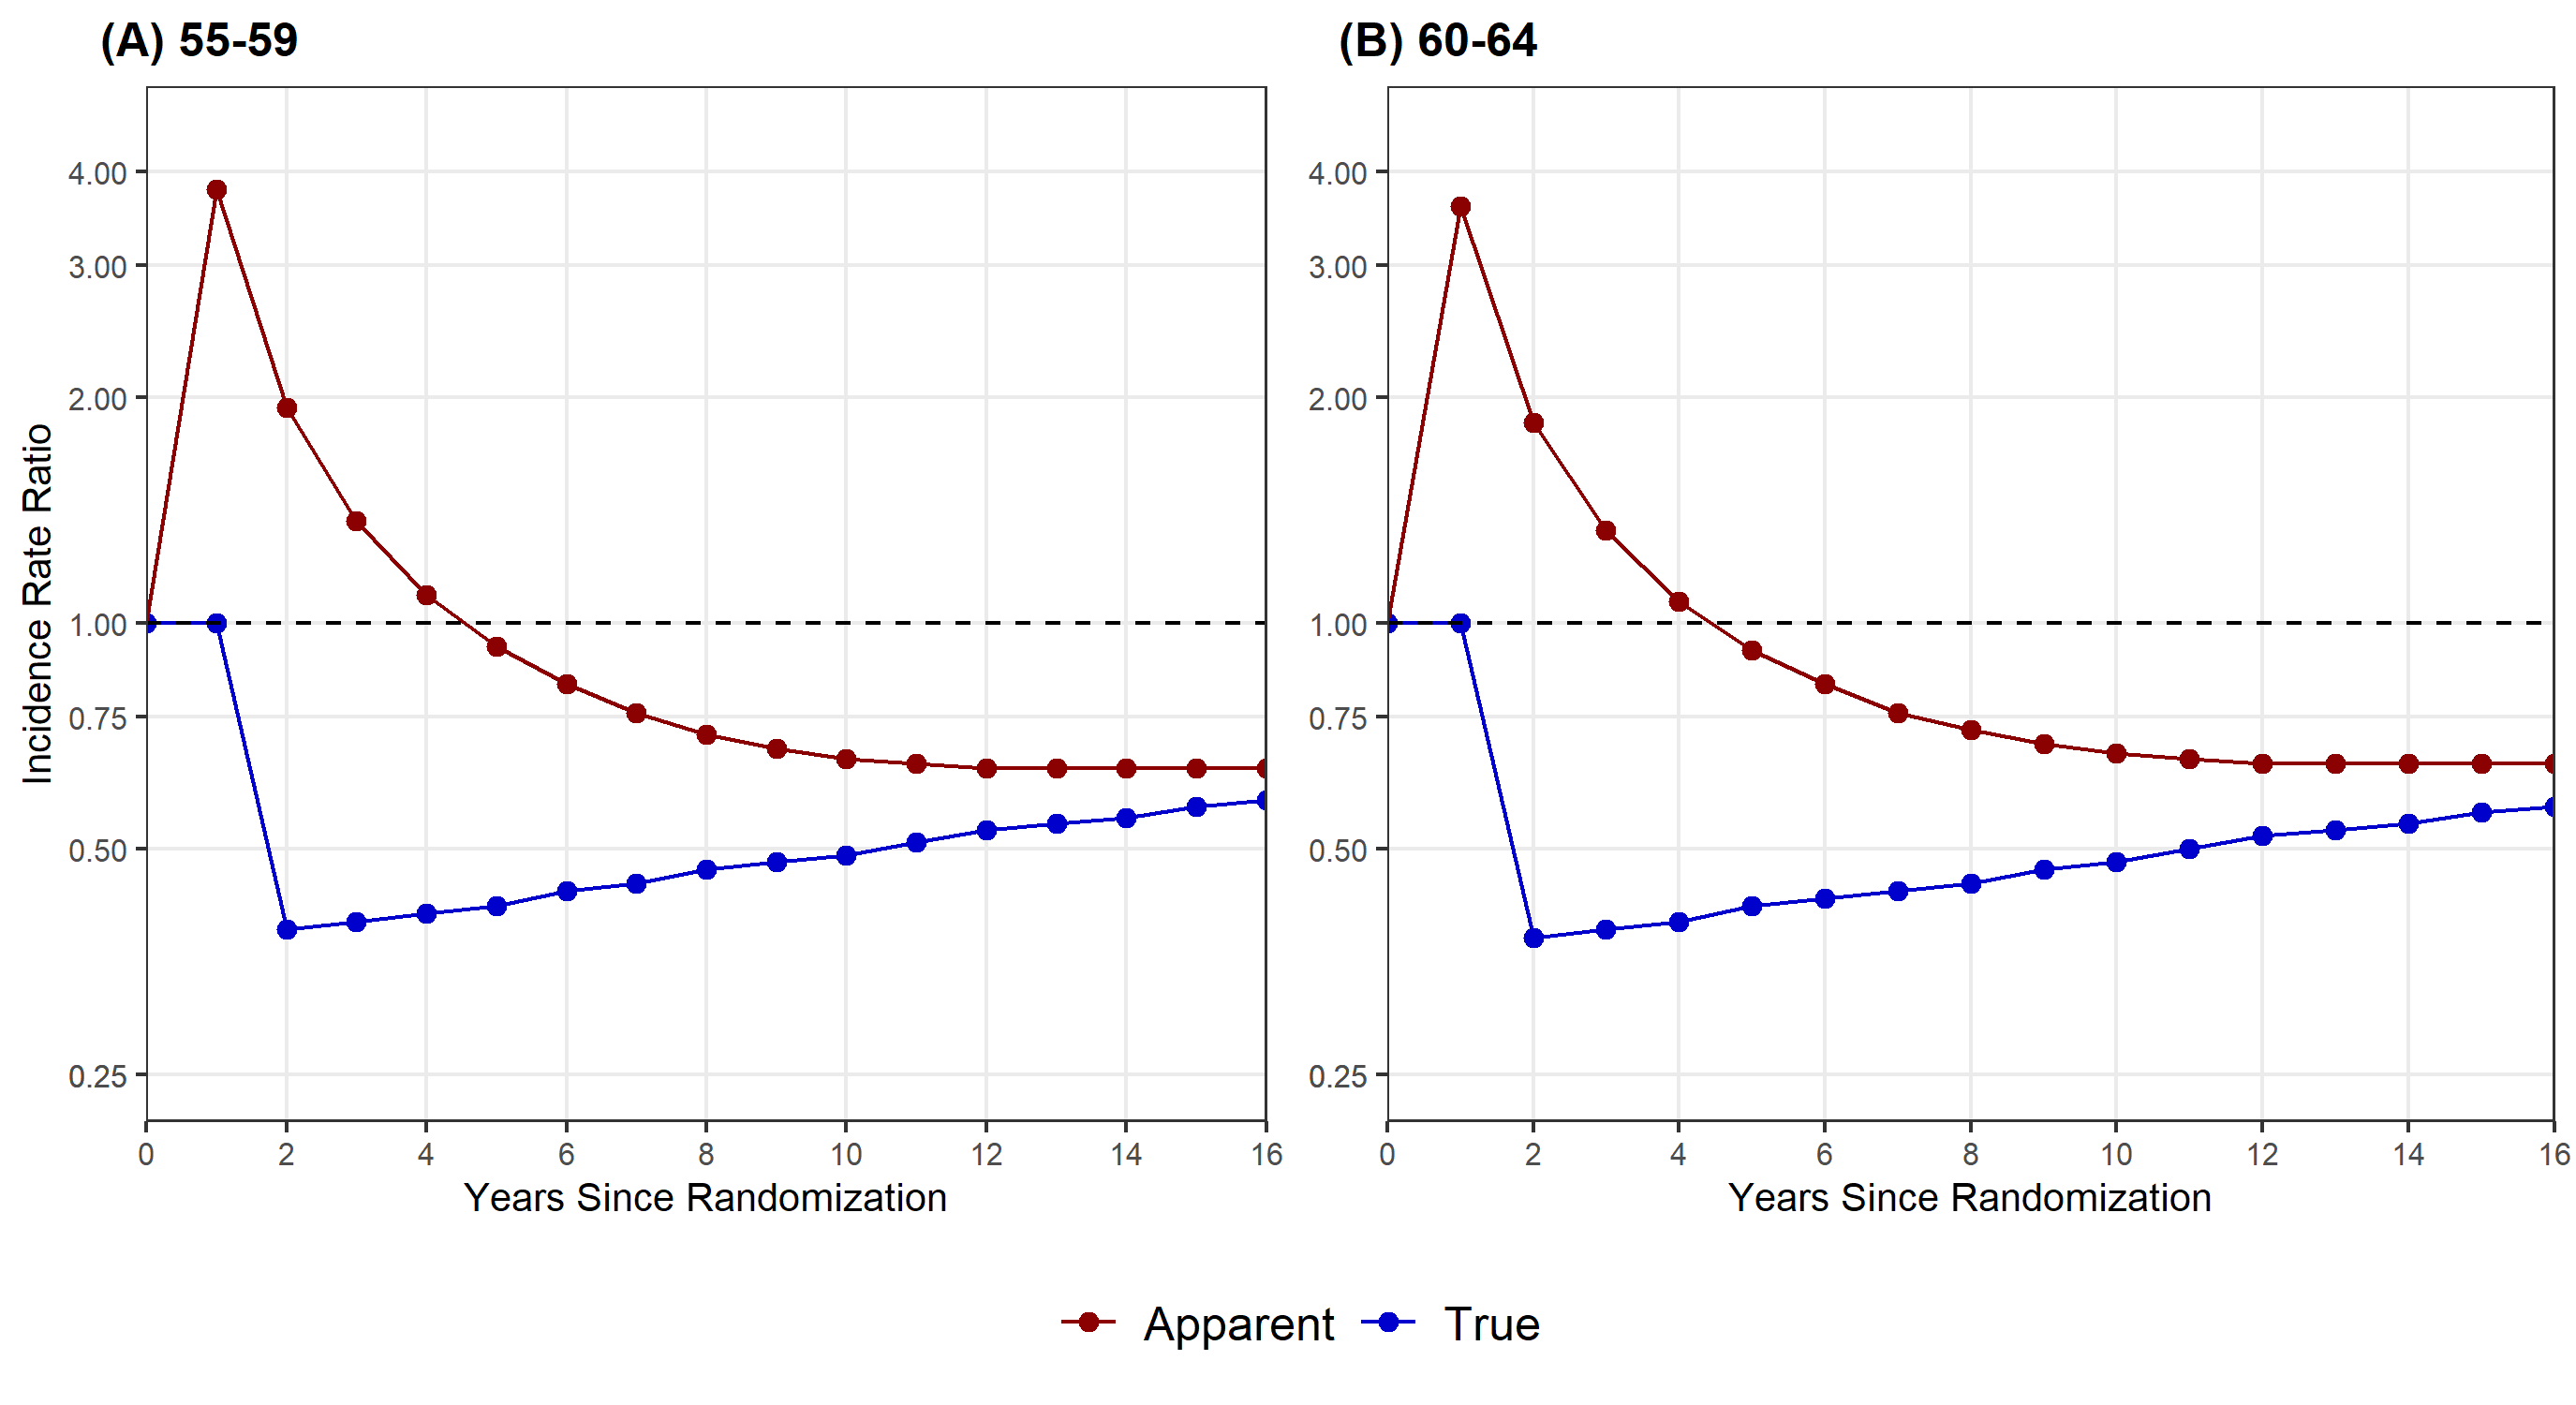 (A) 55-59
(B) 60-64
Incidence Rate Ratio
4.00
3.00
2.00
1.00
0.75
0.50
0.25
0 2 4 6 8 10 12 14 16
Years Since Randomization
4.00
3.00
2.00
1.00
0.75
0.50
0.25
0 2 4 6 8 10 12 14 16
Years Since Randomization
Apparent True